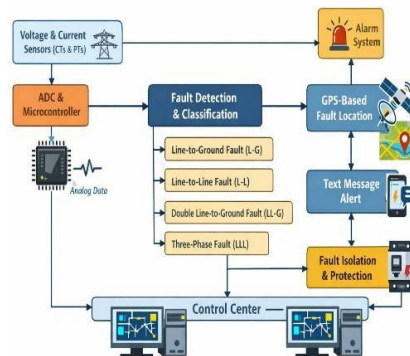 Voltage & Current
Sensors (CTs & PTs)
Alarm
System
ADC &
Microcontroller
Fault Detection
& Classification
GPS-Based
Fault Location
Line-to-Ground Fault (L-G)
Analog Data
Line-to-Line Fault (L-L)
Double Line-to-Ground Fault (LL-G)
Three-Phase Fault (LLL)
Text Message
Alert
Fault Isolation
& Protection
Control Center